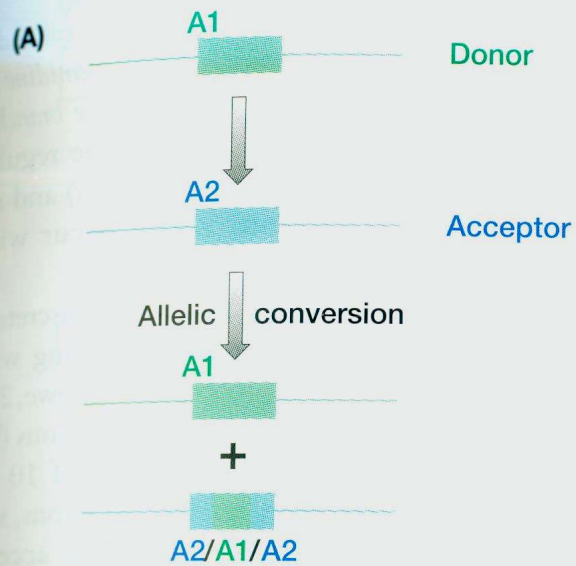 (A)
A1
Donor
A2
Acceptor
Allelic conversion
A1
+
A2/A1/A2